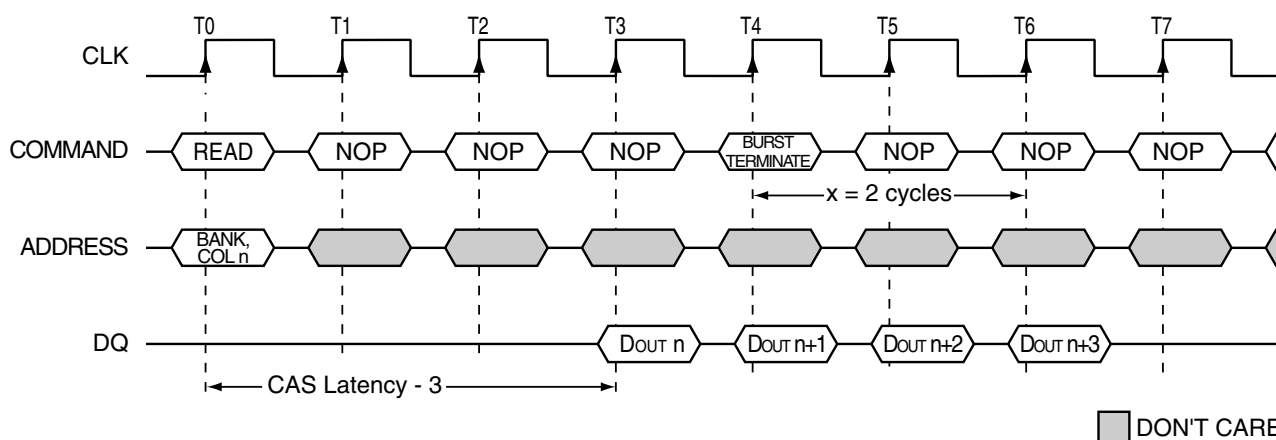 T0 T1 T2 T3 T4 T5 T6 T7
CLK
COMMAND READ NOP NOP NOP BURST TERMINATE NOP NOP NOP
x = 2 cycles
ADDRESS BANK, COL n
DQ DOUT n DOUT n+1 DOUT n+2 DOUT n+3
CAS Latency - 3
DON'T CARE